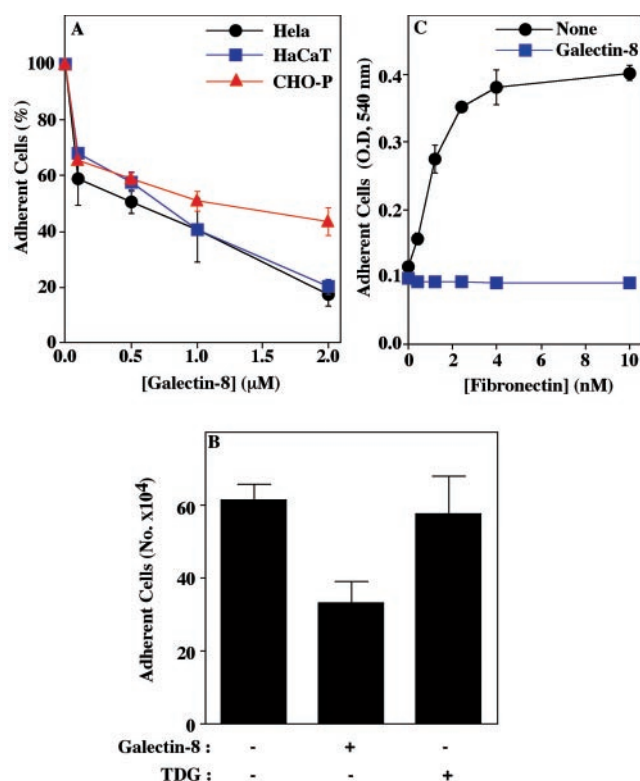 A
Hela
HaCaT
CHO-P
100
80
60
40
20
0
0.0 0.5 1.0 1.5 2.0
Adherent Cells (%)
[Galectin-8] (μM)
C
None
Galectin-8
0.4
0.3
0.2
0.1
0.0
0 2 4 6 8 10
Adherent Cells (O.D, 540 nm)
[Fibronectin] (nM)
B
60
40
20
0
Adherent Cells (No. X10⁴)
Galectin-8 : - + -
TDG : - - +